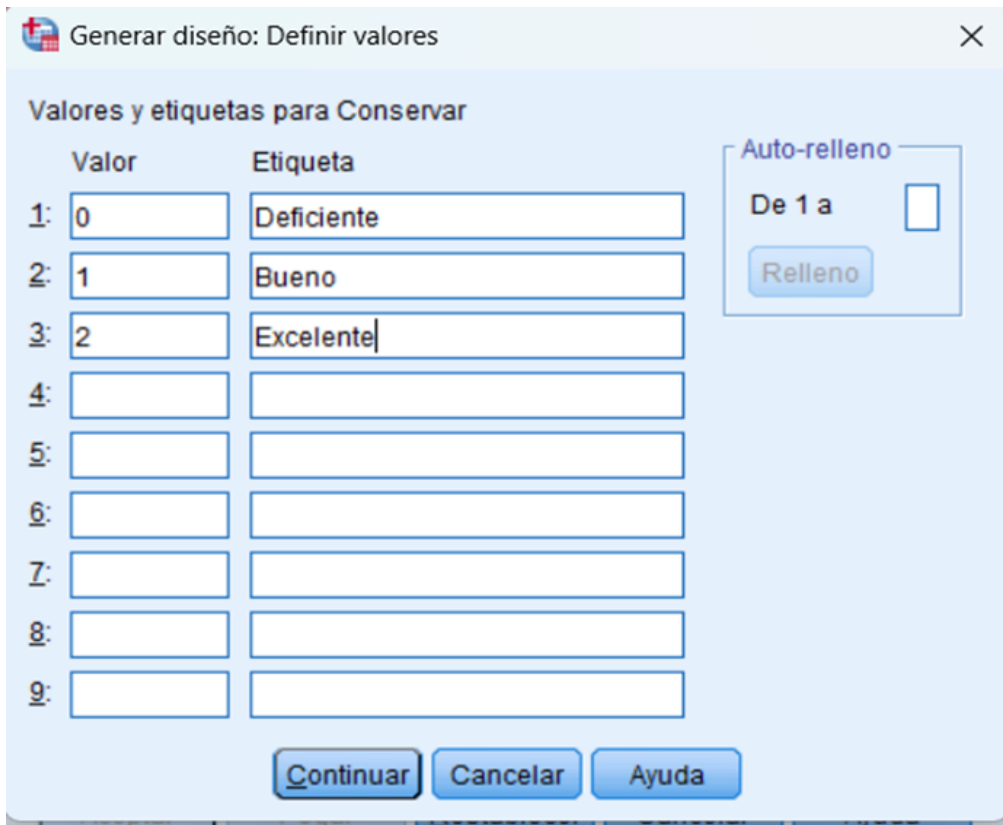 Generar diseño: Definir valores
Valores y etiquetas para Conservar
Valor Etiqueta
1: 0 Deficiente
2: 1 Bueno
3: 2 Excelente
4:
5:
6:
7:
8:
9:
Auto-relleno
De 1 a
Relleno
Continuar Cancelar Ayuda